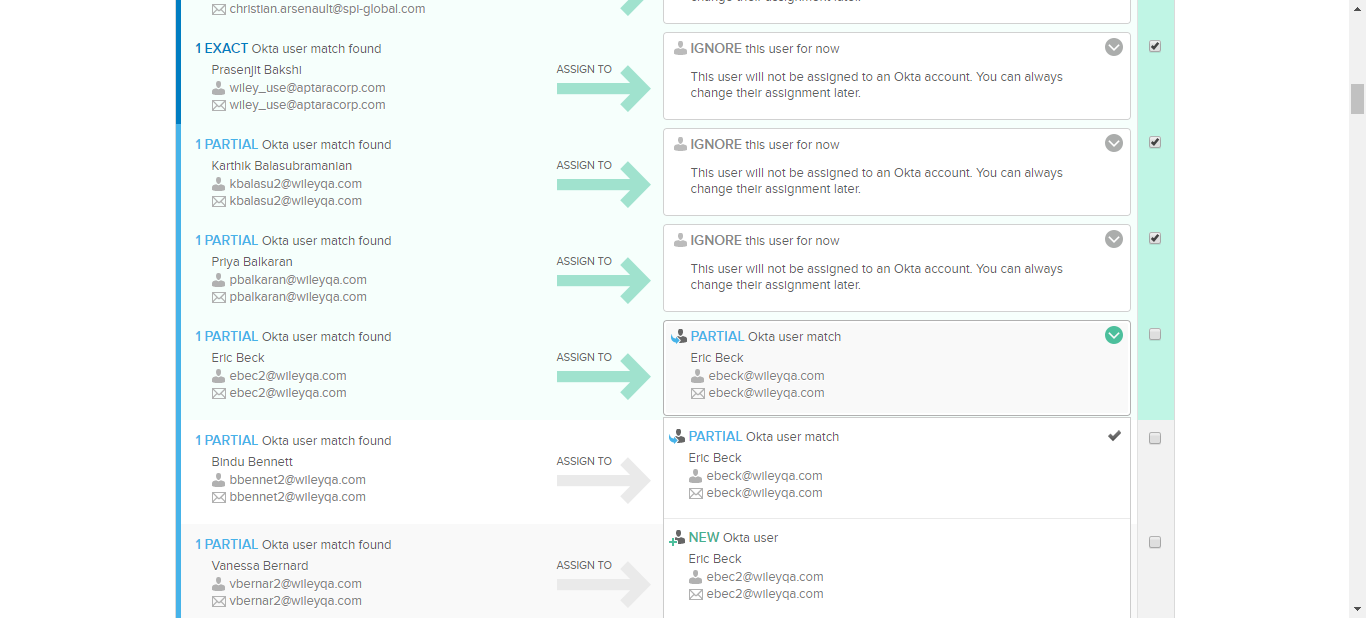 christian.arsenault@spi-global.com
change their assignment later.
1 EXACT Okta user match found
Prasenjit Bakshi
wiley_use@aptaracorp.com
wiley_use@aptaracorp.com
ASSIGN TO
IGNORE this user for now
This user will not be assigned to an Okta account. You can always
change their assignment later.
1 PARTIAL Okta user match found
Karthik Balasubramanian
kbalasu2@wileyqa.com
kbalasu2@wileyqa.com
ASSIGN TO
IGNORE this user for now
This user will not be assigned to an Okta account. You can always
change their assignment later.
1 PARTIAL Okta user match found
Priya Balkaran
pbalkaran@wileyqa.com
pbalkaran@wileyqa.com
ASSIGN TO
IGNORE this user for now
This user will not be assigned to an Okta account. You can always
change their assignment later.
1 PARTIAL Okta user match found
Eric Beck
ebec2@wileyqa.com
ebec2@wileyqa.com
ASSIGN TO
PARTIAL Okta user match
Eric Beck
ebeck@wileyqa.com
ebeck@wileyqa.com
1 PARTIAL Okta user match found
Bindu Bennett
bbennet2@wileyqa.com
bbennet2@wileyqa.com
ASSIGN TO
PARTIAL Okta user match
Eric Beck
ebeck@wileyqa.com
ebeck@wileyqa.com
1 PARTIAL Okta user match found
Vanessa Bernard
vbernar2@wileyqa.com
vbernar2@wileyqa.com
ASSIGN TO
NEW Okta user
Eric Beck
ebec2@wileyqa.com
ebec2@wileyqa.com